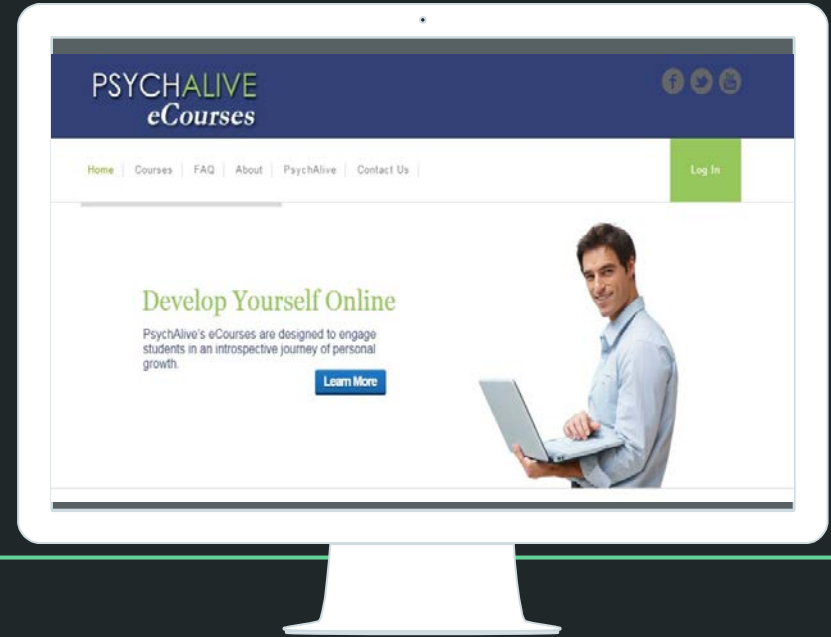 PSYCHALIVE
eCourses
Home Courses FAQ About PsychAlive Contact Us
Log In
Develop Yourself Online
PsychAlive's eCourses are designed to engage
students in an introspective journey of personal
growth.
Learn More